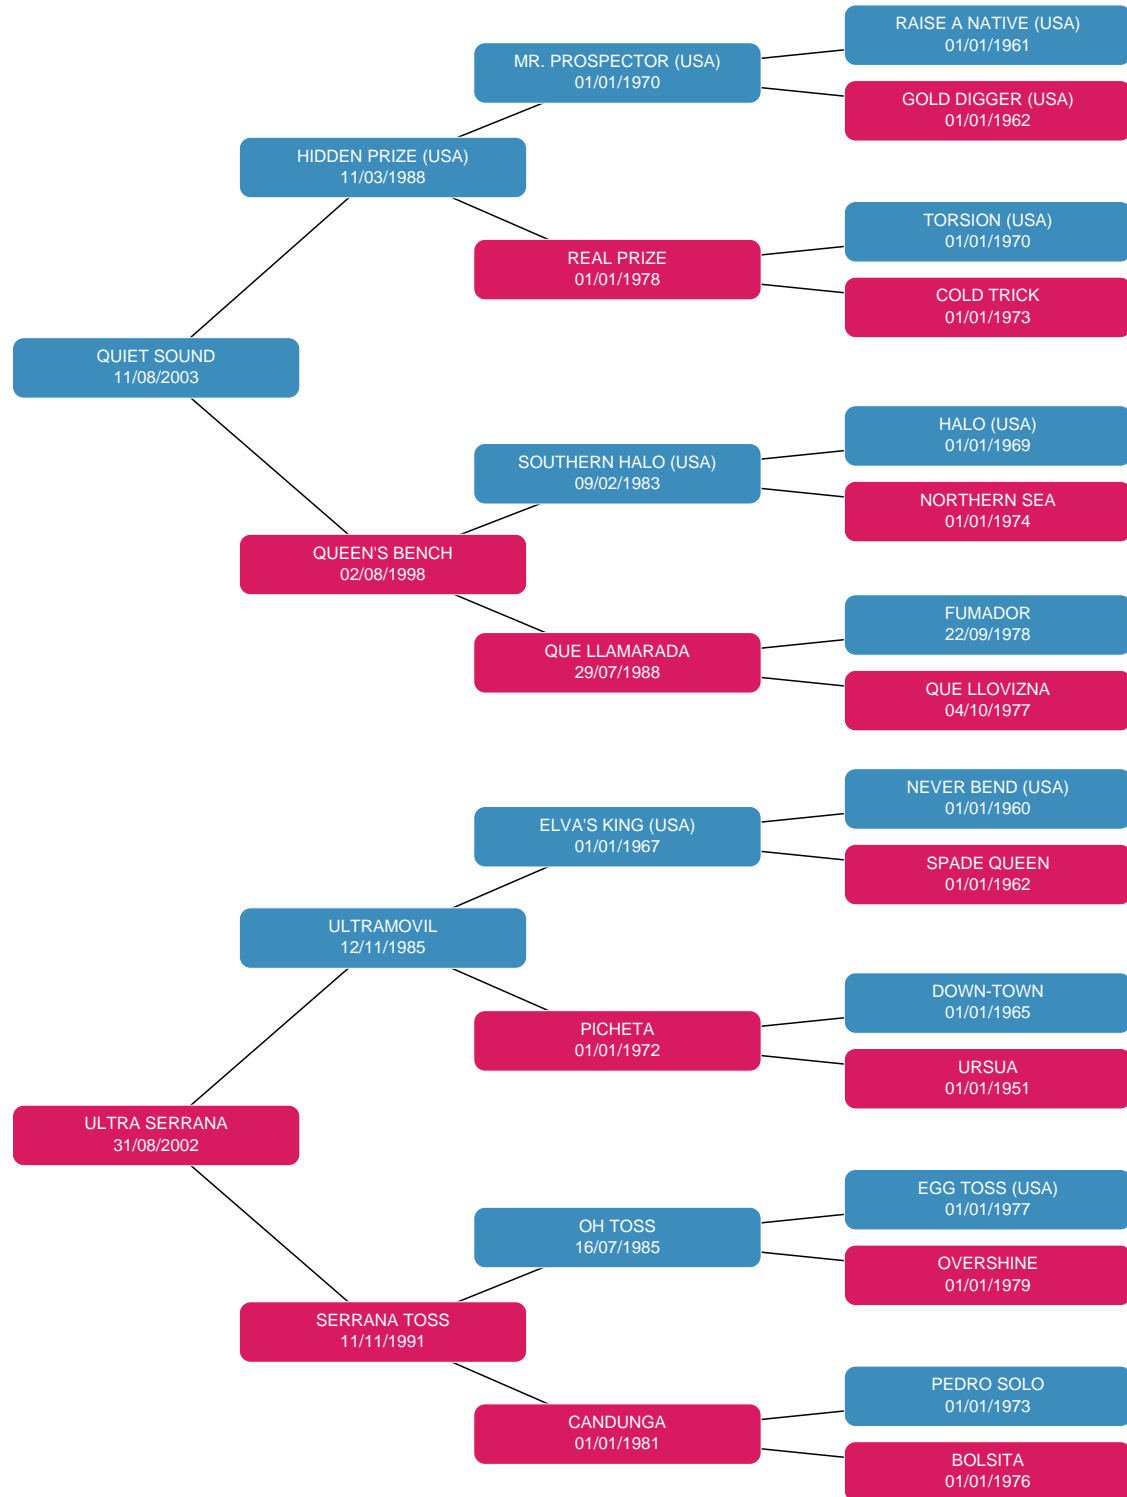 RAISE A NATIVE (USA)
01/01/1961
MR. PROSPECTOR (USA)
01/01/1970
GOLD DIGGER (USA)
01/01/1962
HIDDEN PRIZE (USA)
11/03/1988
TORSION (USA)
01/01/1970
REAL PRIZE
01/01/1978
COLD TRICK
01/01/1973
QUIET SOUND
11/08/2003
HALO (USA)
01/01/1969
SOUTHERN HALO (USA)
09/02/1983
NORTHERN SEA
01/01/1974
QUEEN'S BENCH
02/08/1998
FUMADOR
22/09/1978
QUE LLAMARADA
29/07/1988
QUE LLOVIZNA
04/10/1977
NEVER BEND (USA)
01/01/1960
ELVA'S KING (USA)
01/01/1967
SPADE QUEEN
01/01/1962
ULTRAMOVIL
12/11/1985
DOWN-TOWN
01/01/1965
PICHETA
01/01/1972
URSUA
01/01/1951
ULTRA SERRANA
31/08/2002
EGG TOSS (USA)
01/01/1977
OH TOSS
16/07/1985
OVERSHINE
01/01/1979
SERRANA TOSS
11/11/1991
PEDRO SOLO
01/01/1973
CANDUNGA
01/01/1981
BOLSITA
01/01/1976